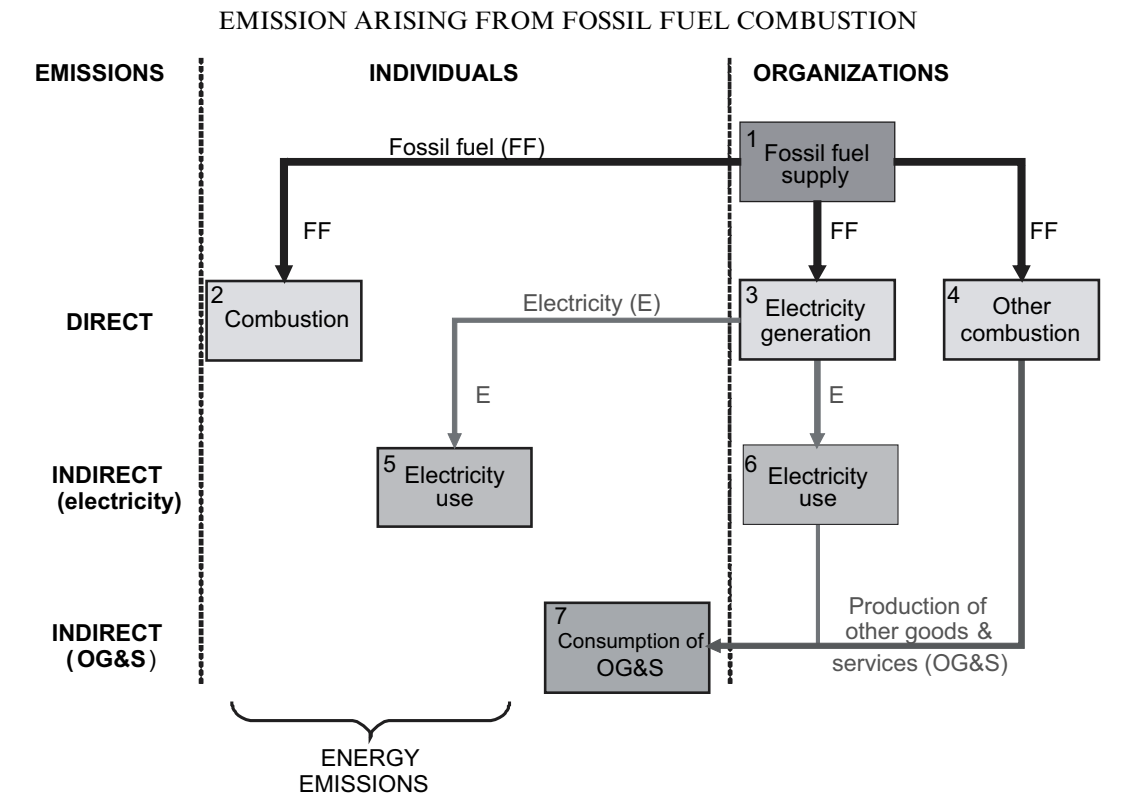 EMISSION ARISING FROM FOSSIL FUEL COMBUSTION
EMISSIONS
INDIVIDUALS
ORGANIZATIONS
Fossil fuel (FF)
1
Fossil fuel
supply
FF
FF
FF
DIRECT
2
Combustion
Electricity (E)
3
Electricity
generation
4
Other
combustion
E
E
INDIRECT
(electricity)
5
Electricity
use
6
Electricity
use
INDIRECT
(OG&S)
7
Consumption of
OG&S
Production of
other goods &
services (OG&S)
ENERGY
EMISSIONS